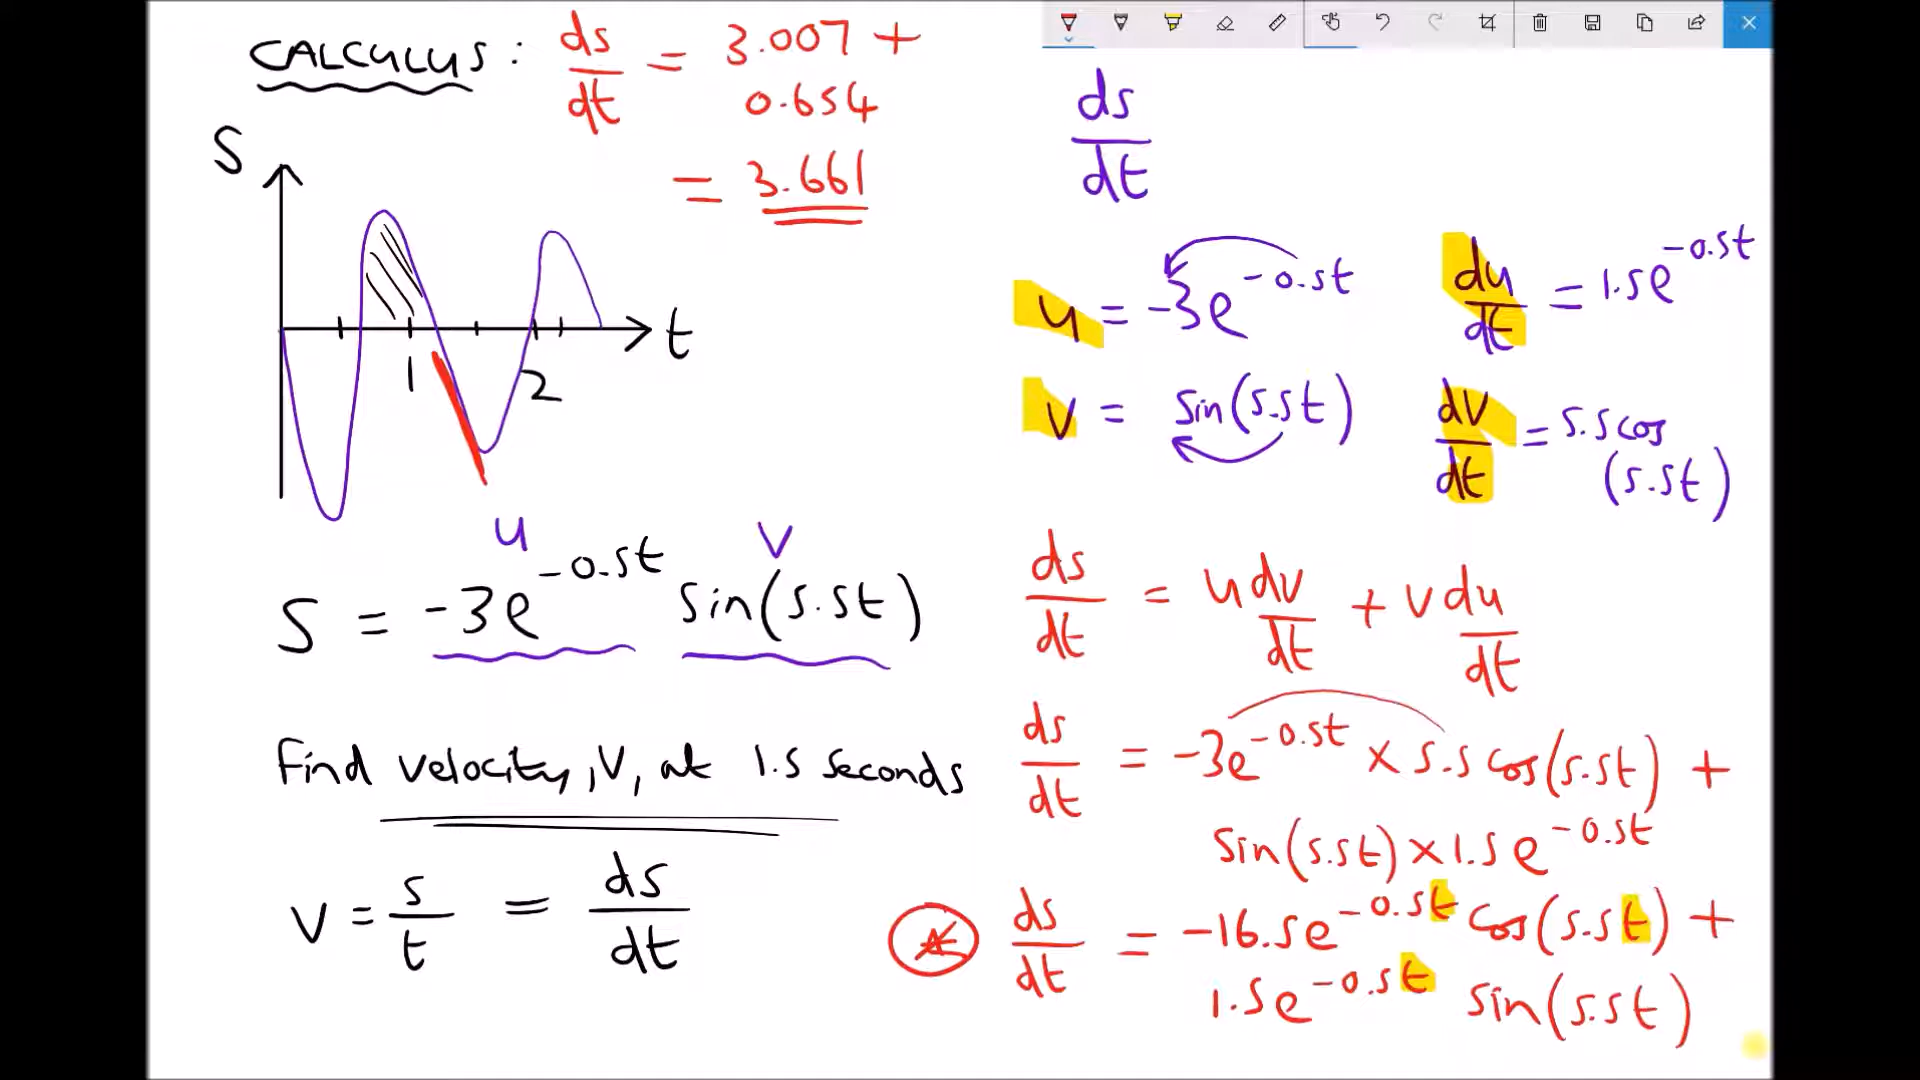 CALCULUS : ds/dt = 3.007 +
0.654
= 3.661
S
t
1
2
u v
S = -3e^-0.5t sin(5.5t)
Find velocity, V, at 1.5 seconds
V = s/t = ds/dt
ds/dt
u = -3e^-0.5t
du/dt = 1.5e^-0.5t
v = sin(5.5t)
dv/dt = 5.5cos
(5.5t)
ds/dt = u dv/dt + v du/dt
ds/dt = -3e^-0.5t × 5.5cos(5.5t) +
sin(5.5t) × 1.5e^-0.5t
ds/dt = -16.5e^-0.5t cos(5.5t) +
1.5e^-0.5t sin(5.5t)